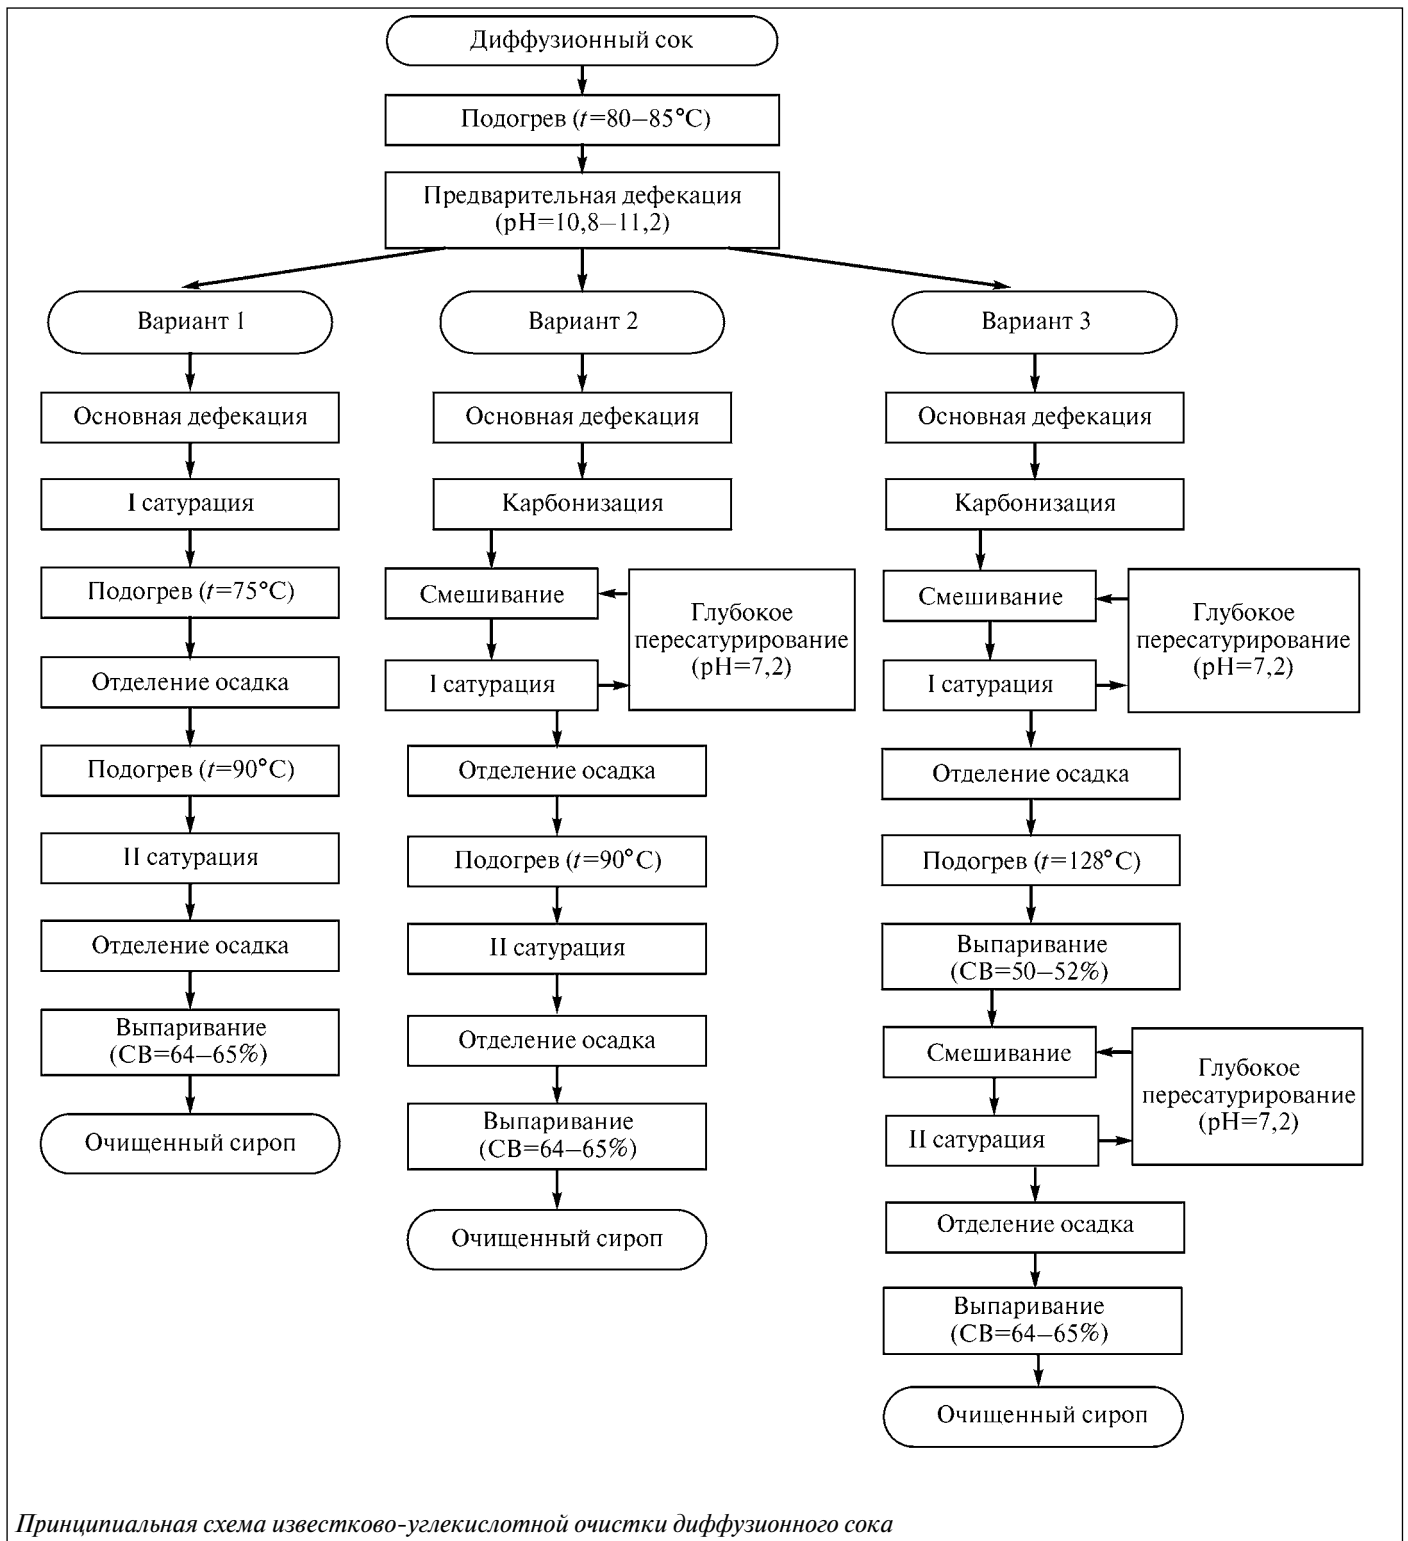 Диффузионный сок
Подогрев (t=80–85°C)
Предварительная дефекация
(pH=10,8–11,2)
Вариант 1
Основная дефекация
I сатурация
Подогрев (t=75°C)
Отделение осадка
Подогрев (t=90°C)
II сатурация
Отделение осадка
Выпаривание
(СВ=64–65%)
Очищенный сироп
Вариант 2
Основная дефекация
Карбонизация
Смешивание
Глубокое
пересатурирование
(pH=7,2)
I сатурация
Отделение осадка
Подогрев (t=90°C)
II сатурация
Отделение осадка
Выпаривание
(СВ=64–65%)
Очищенный сироп
Вариант 3
Основная дефекация
Карбонизация
Смешивание
Глубокое
пересатурирование
(pH=7,2)
I сатурация
Отделение осадка
Подогрев (t=128°C)
Выпаривание
(СВ=50–52%)
Смешивание
Глубокое
пересатурирование
(pH=7,2)
II сатурация
Отделение осадка
Выпаривание
(СВ=64–65%)
Очищенный сироп
Принципиальная схема известково-углекислотной очистки диффузионного сока